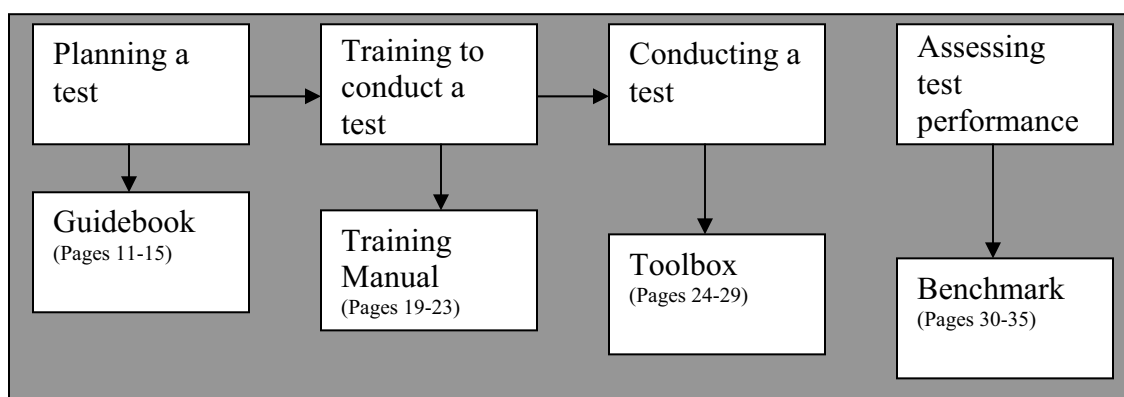 Planning a
test
Training to
conduct a
test
Conducting a
test
Assessing
test
performance
Guidebook
(Pages 11-15)
Training
Manual
(Pages 19-23)
Toolbox
(Pages 24-29)
Benchmark
(Pages 30-35)